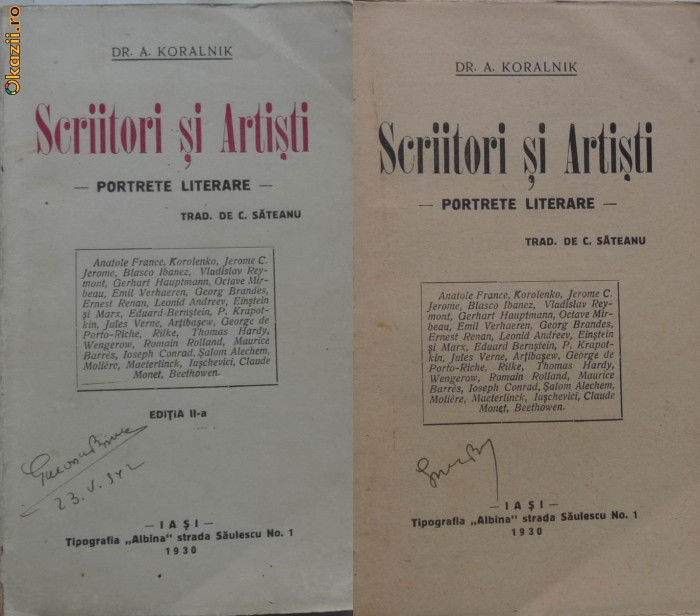 Okazii.ro
DR. A. KORALNIK
Scriitori și Artiști
— PORTRETE LITERARE —
TRAD. DE C. SĂTEANU
Anatole France, Korolenko, Jerome C.
Jerome, Blasco Ibanez, Vladislav Rey-
mont, Gerhart Hauptmann, Octave Mir-
beau, Emil Verhaeren, Georg Brandes,
Ernest Renan, Leonid Andreev, Einștein
și Marx, Eduard Bernștein, P. Krapot-
kin, Jules Verne, Arțibașew, George de
Porto-Riche, Rilke, Thomas Hardy,
Wengerow, Romain Rolland, Maurice
Barrès, Ioseph Conrad, Șalom Alechem,
Molière, Maeterlinck, Iușchevici, Claude
Monet, Beethowen.
EDIȚIA II-a
23. V. 942
— IAȘI —
Tipografia „Albina” strada Săulescu No. 1
1930
DR. A. KORALNIK
Scriitori și Artiști
— PORTRETE LITERARE —
TRAD. DE C. SĂTEANU
Anatole France, Korolenko, Jerome C.
Jerome, Blasco Ibanez, Vladislav Rey-
mont, Gerhart Hauptmann, Octave Mir-
beau, Emil Verhaeren, Georg Brandes,
Ernest Renan, Leonid Andreev, Einștein
și Marx, Eduard Bernștein, P. Krapot-
kin, Jules Verne, Arțibașew, George de
Porto-Riche, Rilke, Thomas Hardy,
Wengerow, Romain Rolland, Maurice
Barrès, Ioseph Conrad, Șalom Alechem,
Molière, Maeterlinck, Iușchevici, Claude
Monet, Beethowen.
— IAȘI —
Tipografia „Albina” strada Săulescu No. 1
1930